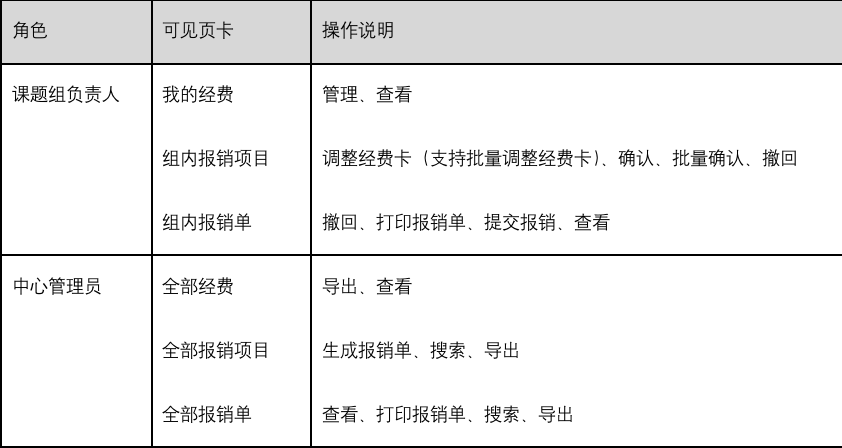 角色 可见页卡 操作说明
课题组负责人 我的经费 管理、查看
组内报销项目 调整经费卡（支持批量调整经费卡）、确认、批量确认、撤回
组内报销单 撤回、打印报销单、提交报销、查看
中心管理员 全部经费 导出、查看
全部报销项目 生成报销单、搜索、导出
全部报销单 查看、打印报销单、搜索、导出